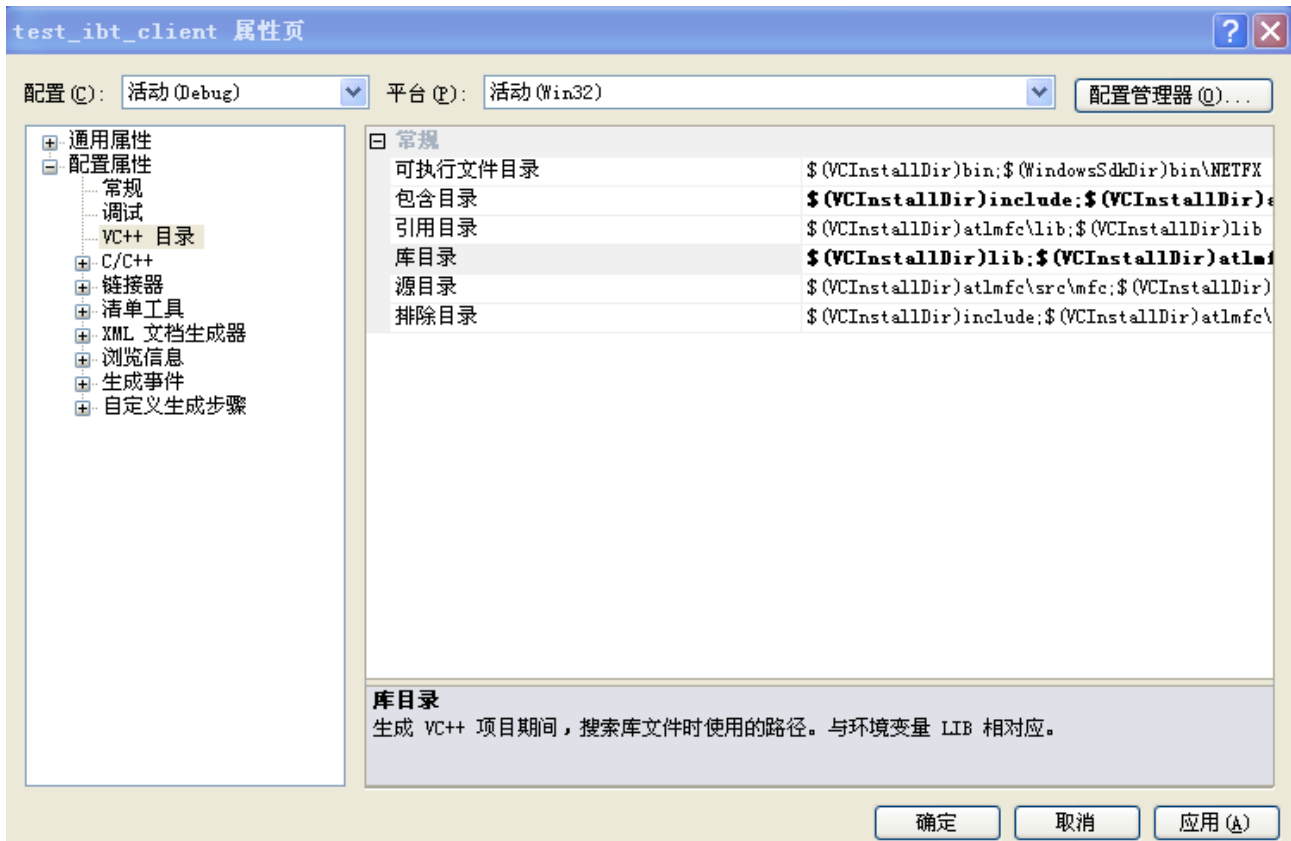 test_ibt_client 属性页
配置(C): 活动(Debug) 平台(P): 活动(Win32) 配置管理器(O)...
通用属性
配置属性
常规
调试
VC++ 目录
C/C++
链接器
清单工具
XML 文档生成器
浏览信息
生成事件
自定义生成步骤
常规
可执行文件目录 $(VCInstallDir)bin;$(WindowsSdkDir)bin\NETFX
包含目录 $(VCInstallDir)include;$(VCInstallDir)a
引用目录 $(VCInstallDir)atlmfc\lib;$(VCInstallDir)lib
库目录 $(VCInstallDir)lib;$(VCInstallDir)atlmf
源目录 $(VCInstallDir)atlmfc\src\mfc;$(VCInstallDir)
排除目录 $(VCInstallDir)include;$(VCInstallDir)atlmfc\
库目录
生成 VC++ 项目期间，搜索库文件时使用的路径。与环境变量 LIB 相对应。
确定 取消 应用(A)